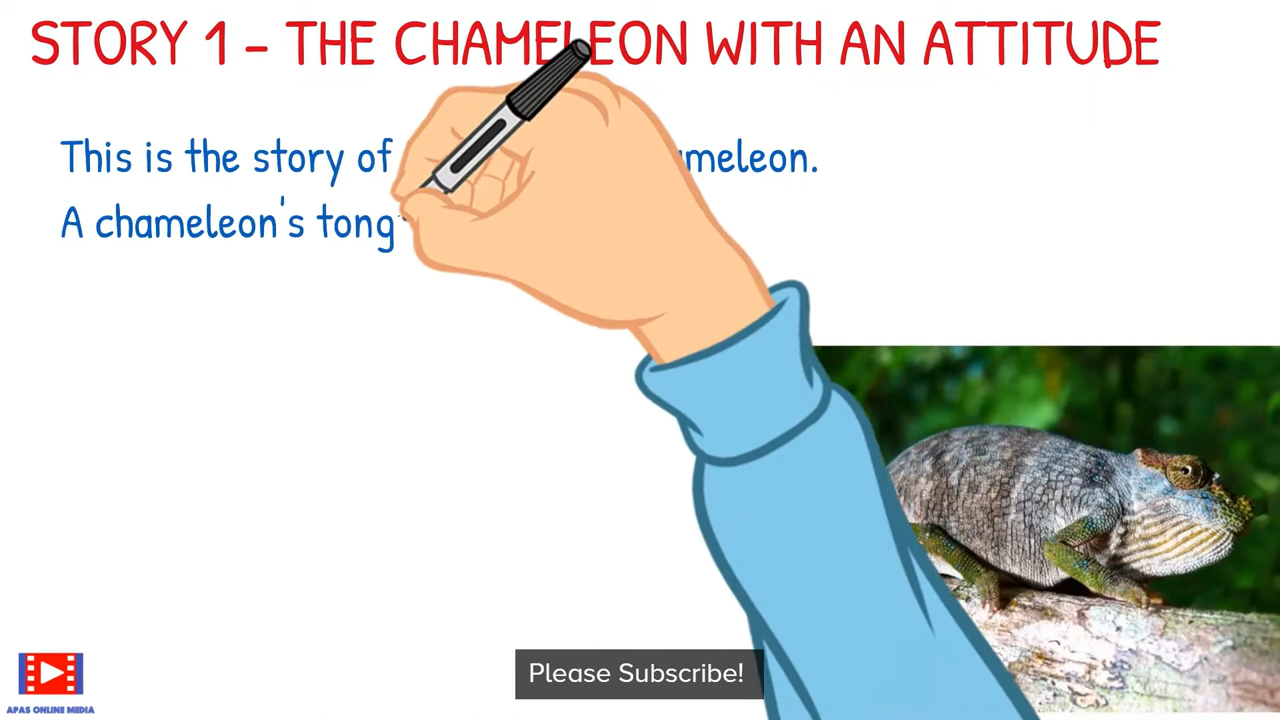 STORY 1 – THE CHAMELEON WITH AN ATTITUDE
This is the story of
A chameleon's tong
Please Subscribe!
APAS ONLINE MEDIA